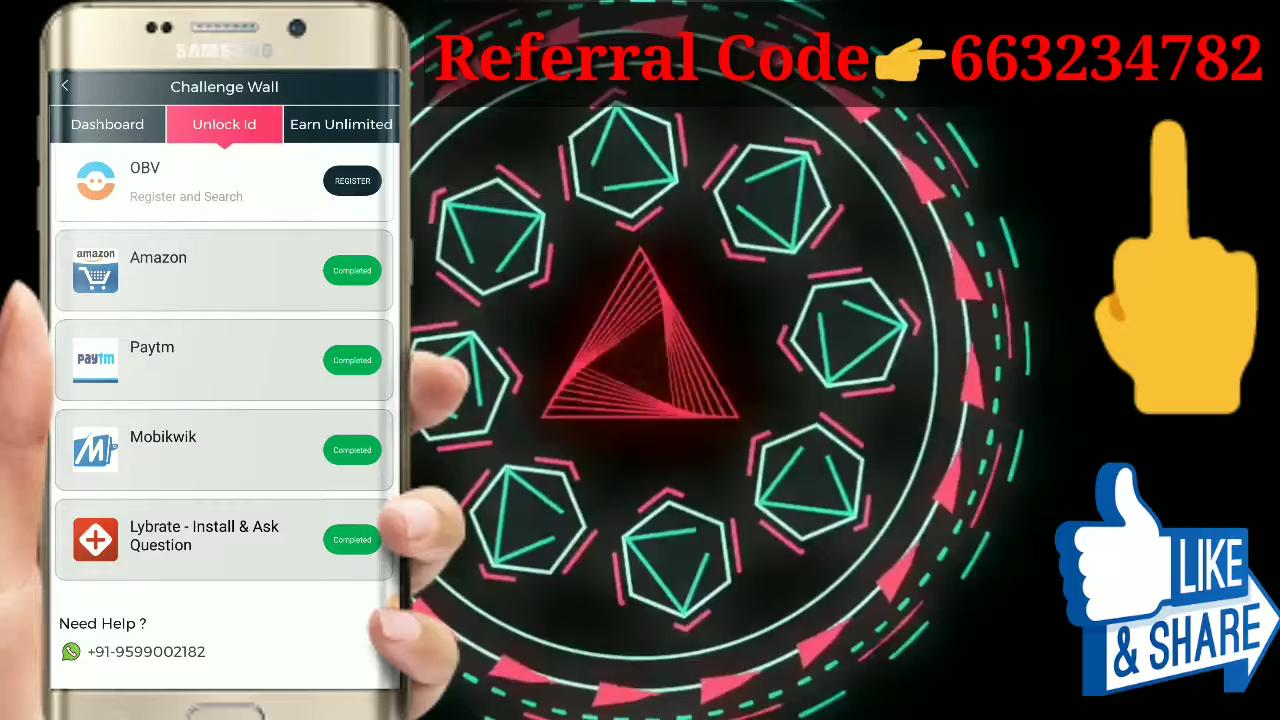 Referral Code👉663234782
SAMSUNG
Challenge Wall
Dashboard
Unlock Id
Earn Unlimited
OBV
Register and Search
REGISTER
amazon
Amazon
Completed
Paytm
Paytm
Completed
Mobikwik
Completed
Lybrate - Install & Ask
Question
Completed
Need Help ?
+91-9599002182
LIKE
& SHARE